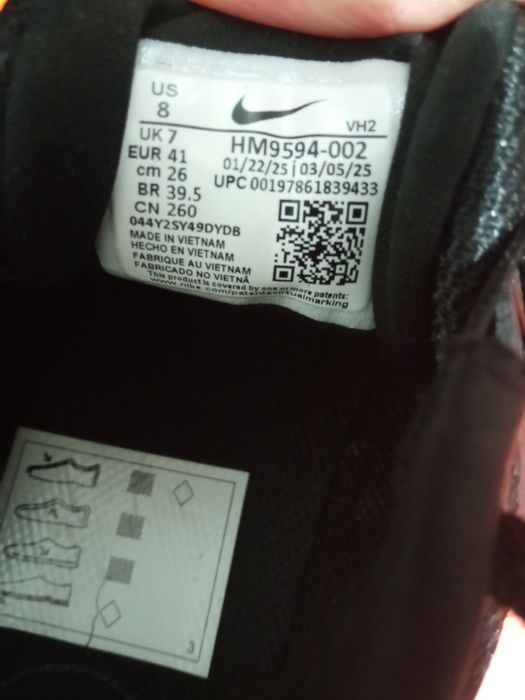 US
8
VH2
UK 7
HM9594-002
EUR 41
01/22/25 | 03/05/25
cm 26
UPC 00197861839433
BR 39.5
CN 260
044Y2SY49DYDB
MADE IN VIETNAM
HECHO EN VIETNAM
FABRIQUE AU VIETNAM
FABRICADO NO VIETNÃ
This product is covered by one or more patents:
www.nike.com/patentsvirtualmarking
3